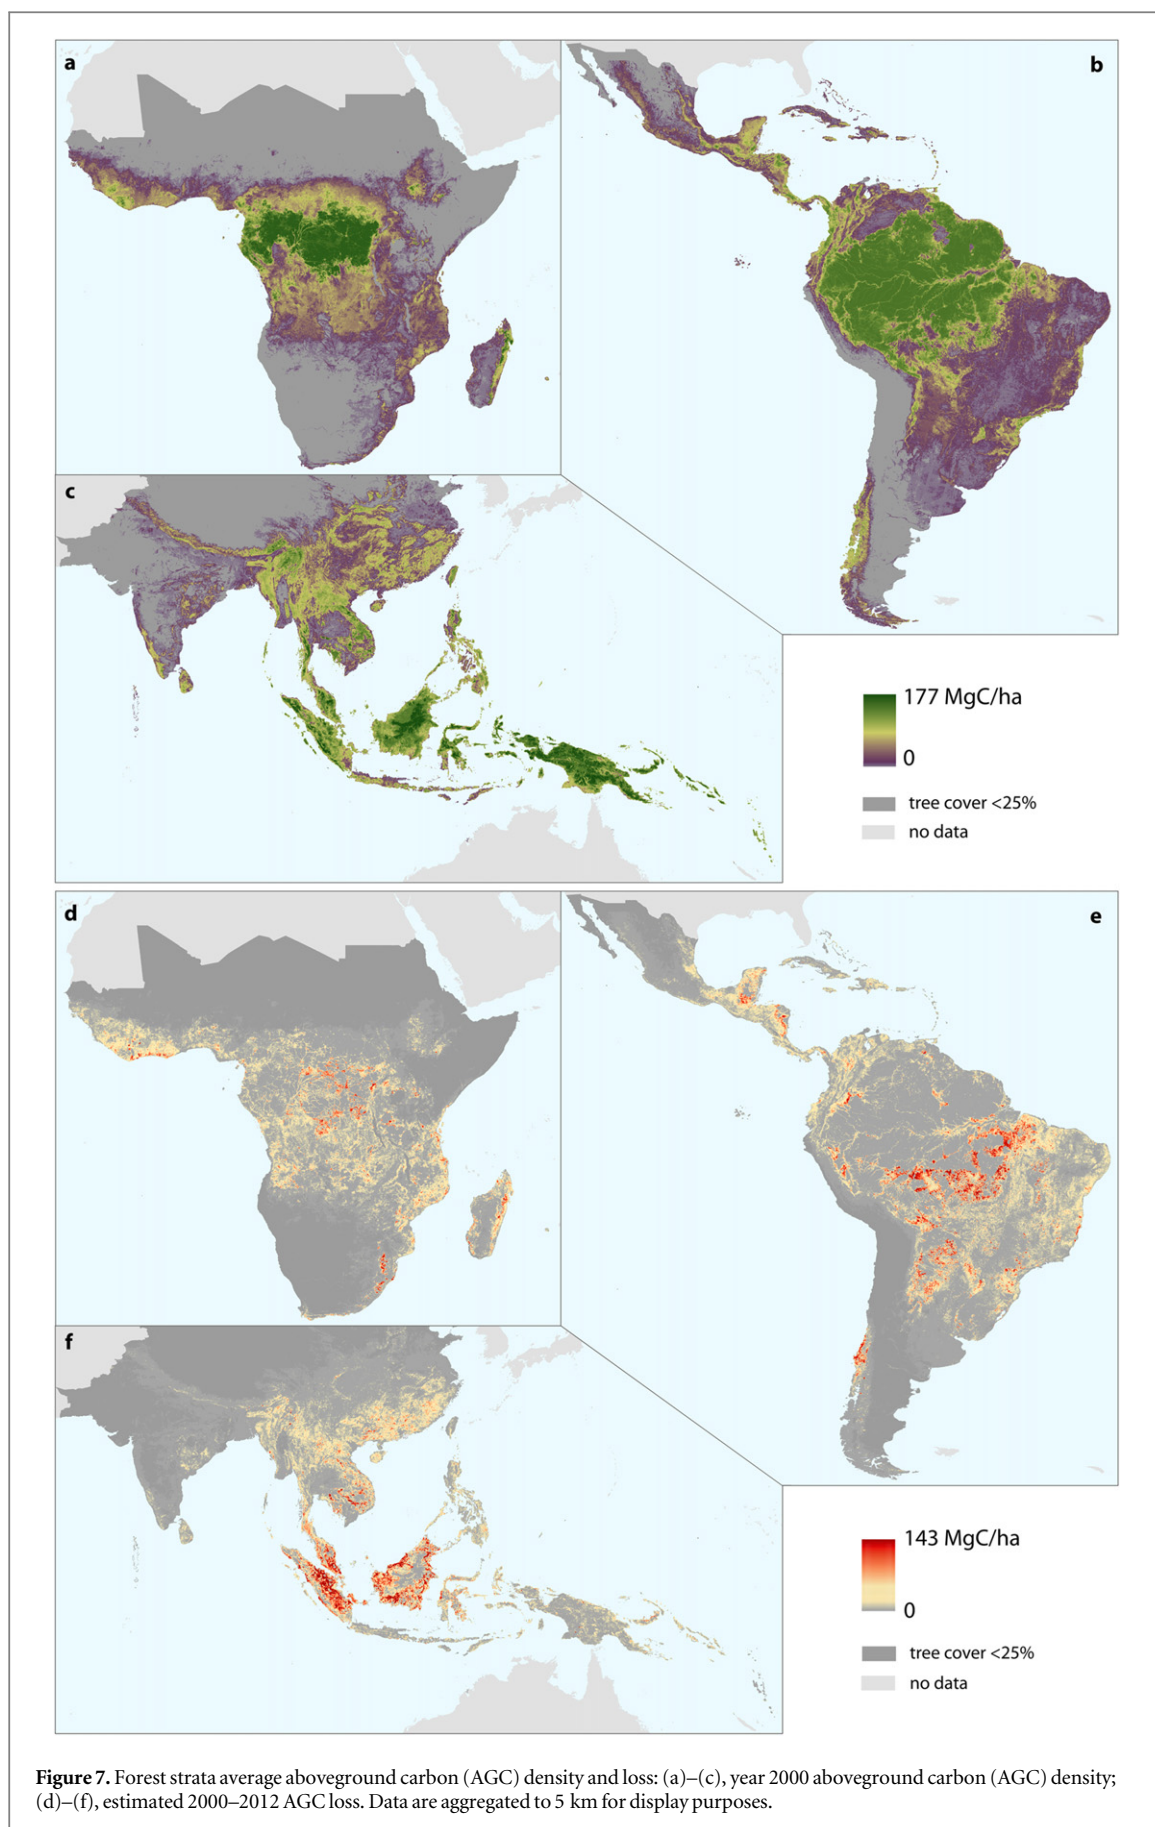 a
b
c
177 MgC/ha
0
tree cover <25%
no data
d
e
f
143 MgC/ha
0
tree cover <25%
no data
Figure 7. Forest strata average aboveground carbon (AGC) density and loss: (a)–(c), year 2000 aboveground carbon (AGC) density;
(d)–(f), estimated 2000–2012 AGC loss. Data are aggregated to 5 km for display purposes.